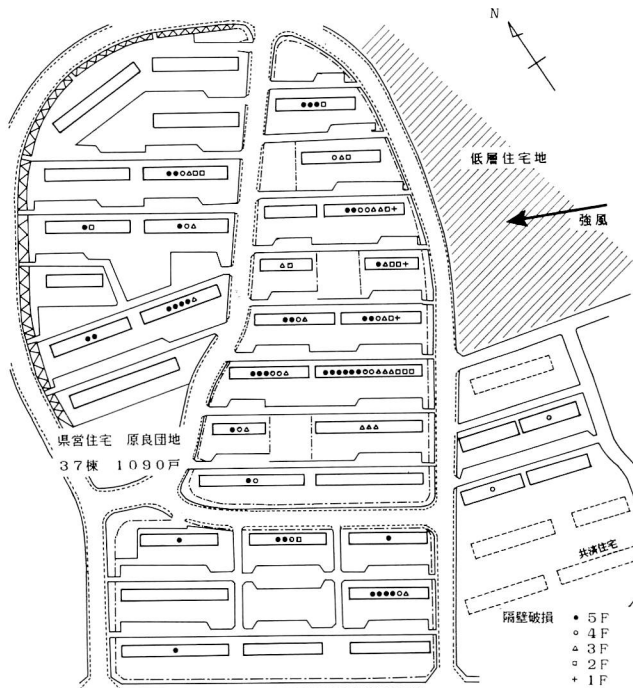 N
低層住宅地
強風
県営住宅 原良団地
37棟 1090戸
共済住宅
隔壁破損
● 5F
○ 4F
△ 3F
□ 2F
+ 1F